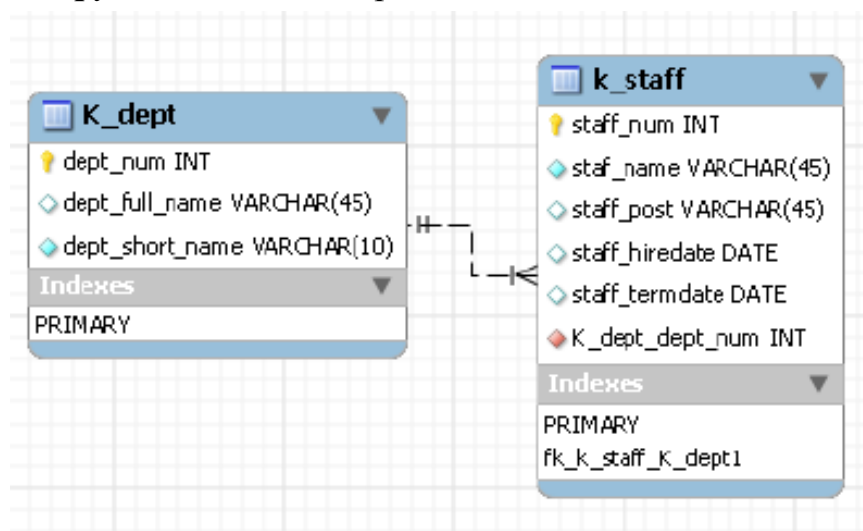 K_dept
dept_num INT
dept_full_name VARCHAR(45)
dept_short_name VARCHAR(10)
Indexes
PRIMARY
k_staff
staff_num INT
staf_name VARCHAR(45)
staff_post VARCHAR(45)
staff_hiredate DATE
staff_termdate DATE
K_dept_dept_num INT
Indexes
PRIMARY
fk_k_staff_K_dept1